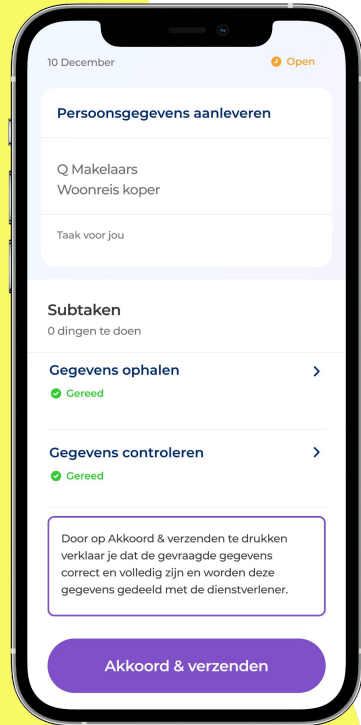 10 December
Open
Persoonsgegevens aanleveren
Q Makelaars
Woonreis koper
Taak voor jou
Subtaken
0 dingen te doen
Gegevens ophalen
Gereed
Gegevens controleren
Gereed
Door op Akkoord & verzenden te drukken
verklaar je dat de gevraagde gegevens
correct en volledig zijn en worden deze
gegevens gedeeld met de dienstverlener.
Akkoord & verzenden